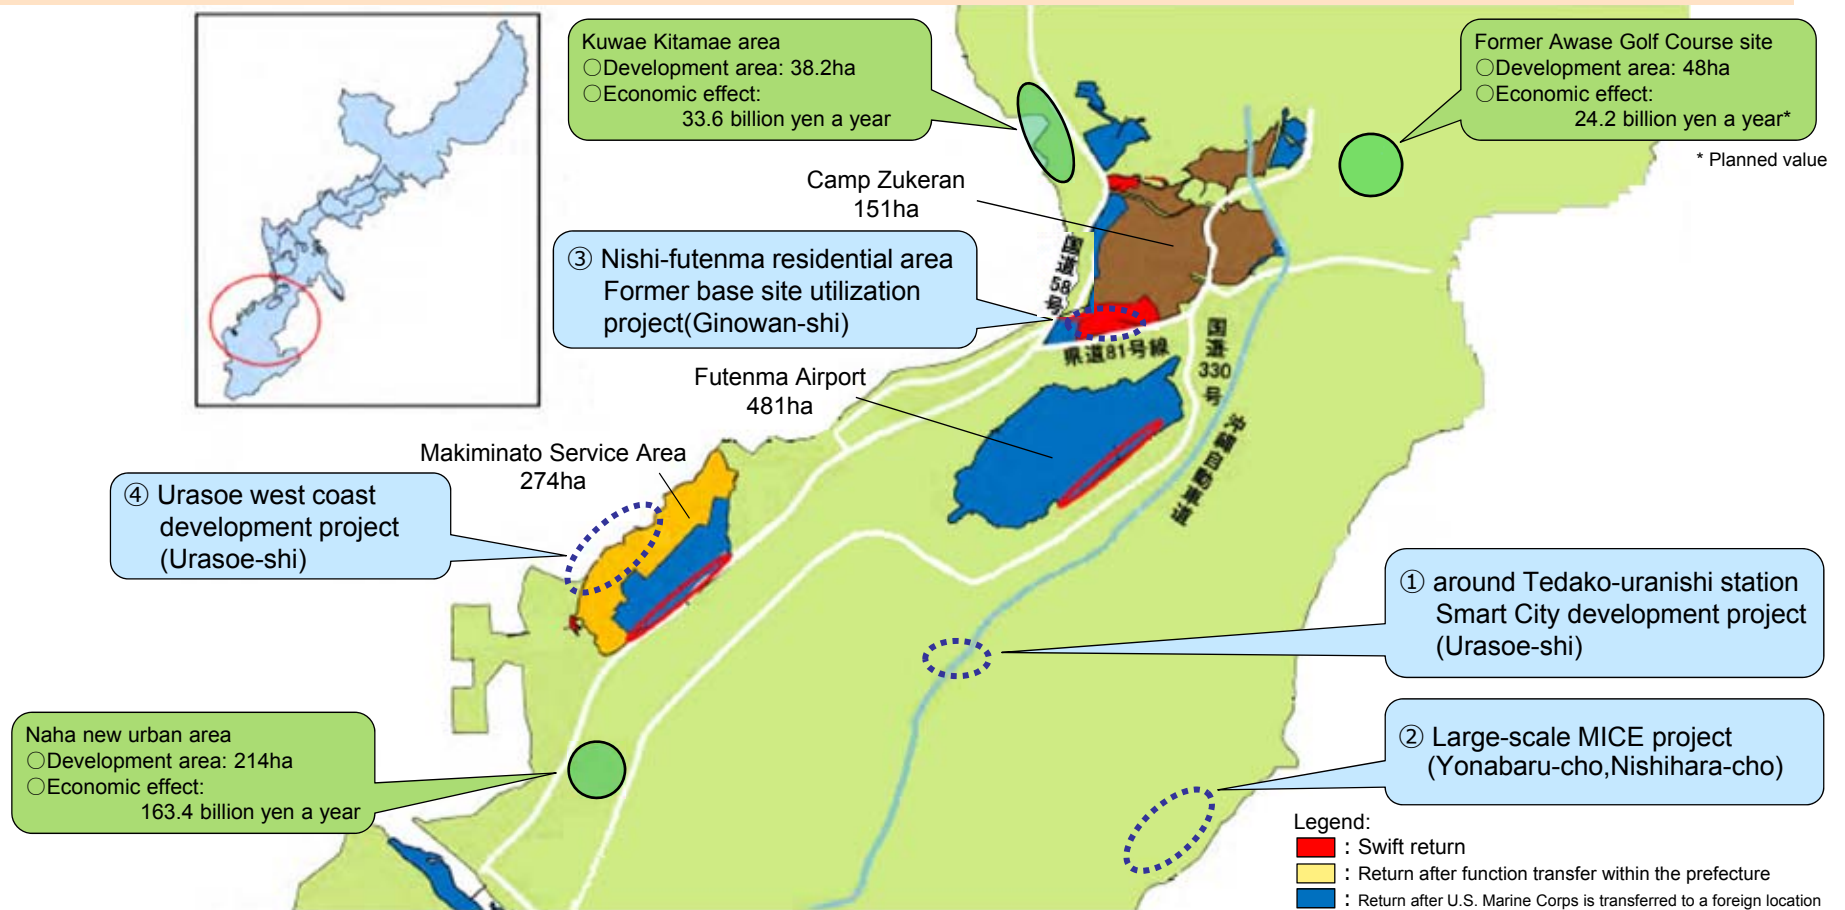 Kuwae Kitamae area
○Development area: 38.2ha
○Economic effect:
33.6 billion yen a year
Former Awase Golf Course site
○Development area: 48ha
○Economic effect:
24.2 billion yen a year*
* Planned value
Camp Zukeran
151ha
国道58号
③ Nishi-futenma residential area
Former base site utilization
project(Ginowan-shi)
県道81号線
国道330号
Futenma Airport
481ha
沖縄自動車道
Makiminato Service Area
274ha
④ Urasoe west coast
development project
(Urasoe-shi)
① around Tedako-uranishi station
Smart City development project
(Urasoe-shi)
② Large-scale MICE project
(Yonabaru-cho,Nishihara-cho)
Naha new urban area
○Development area: 214ha
○Economic effect:
163.4 billion yen a year
Legend:
: Swift return
: Return after function transfer within the prefecture
: Return after U.S. Marine Corps is transferred to a foreign location